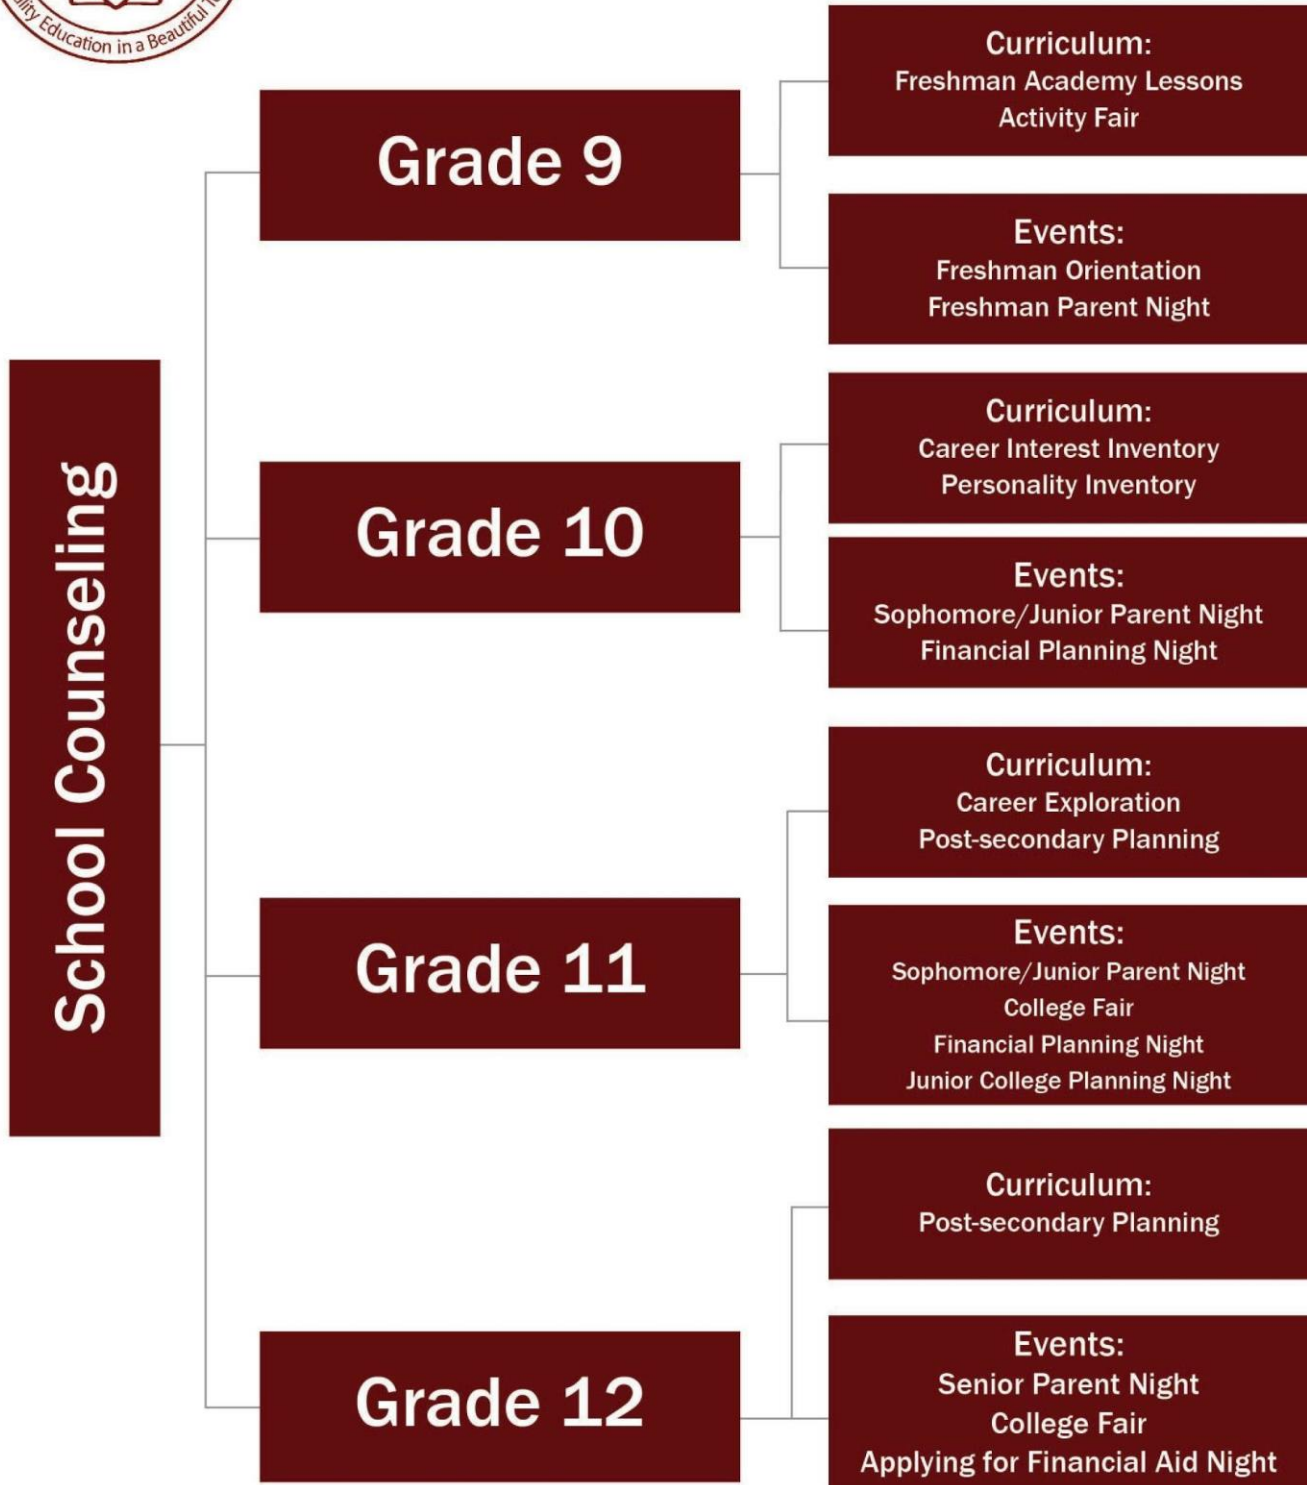 Education in a Beautiful
School Counseling
Grade 9
Curriculum:
Freshman Academy Lessons
Activity Fair
Events:
Freshman Orientation
Freshman Parent Night
Grade 10
Curriculum:
Career Interest Inventory
Personality Inventory
Events:
Sophomore/Junior Parent Night
Financial Planning Night
Grade 11
Curriculum:
Career Exploration
Post-secondary Planning
Events:
Sophomore/Junior Parent Night
College Fair
Financial Planning Night
Junior College Planning Night
Grade 12
Curriculum:
Post-secondary Planning
Events:
Senior Parent Night
College Fair
Applying for Financial Aid Night